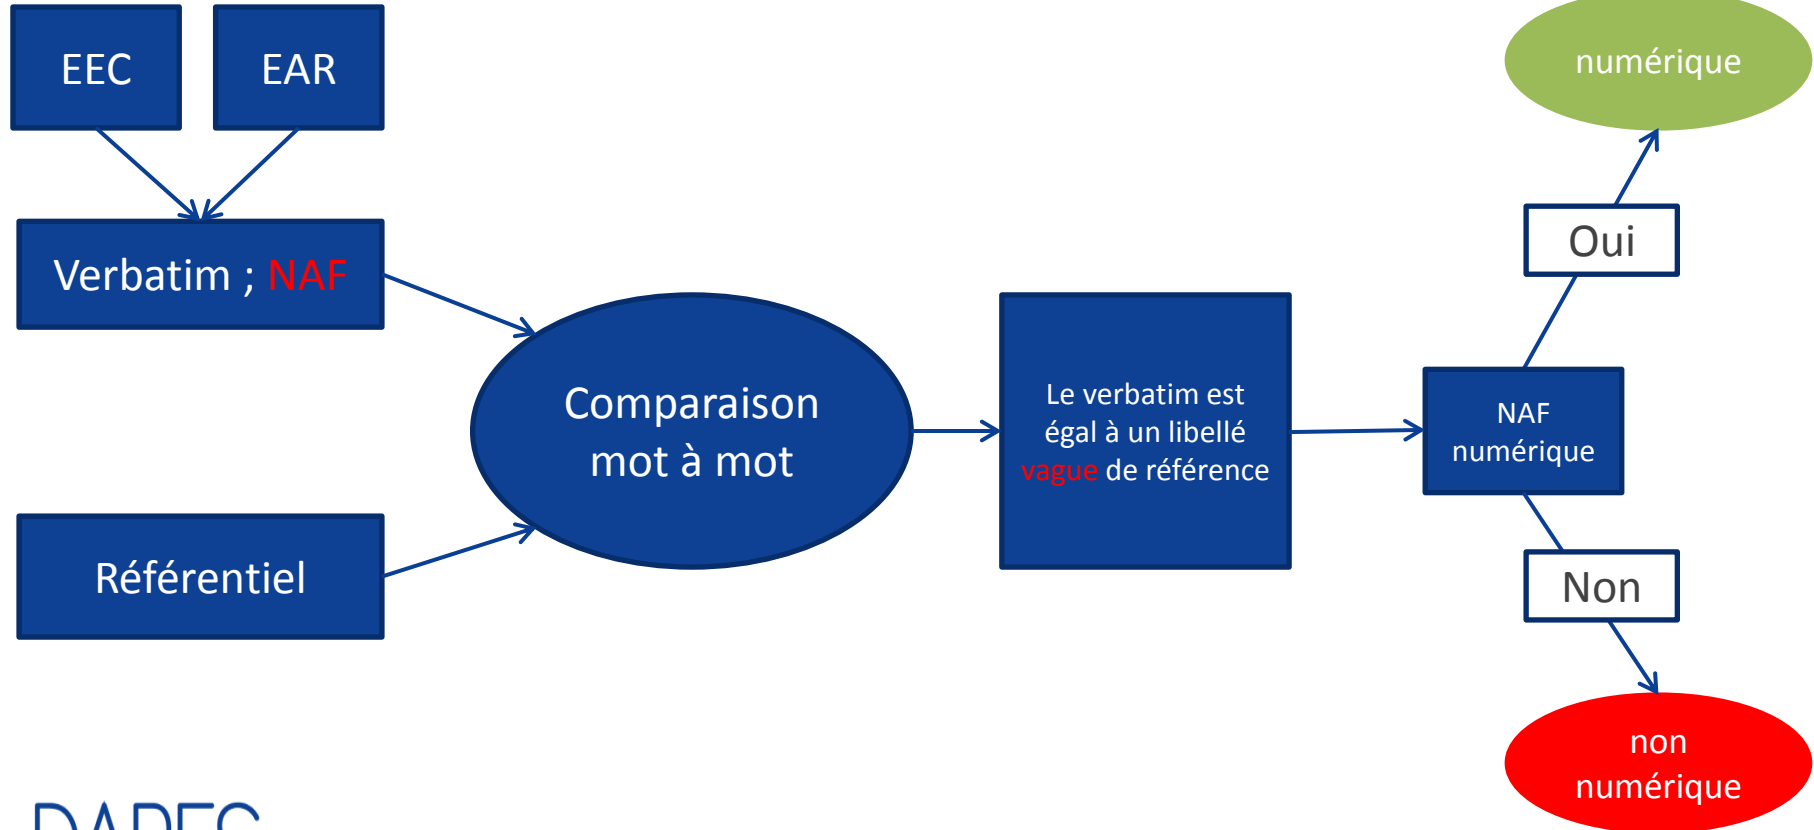 EEC
EAR
numérique
Oui
Verbatim ; NAF
Comparaison
mot à mot
Le verbatim est
égal à un libellé
vague de référence
NAF
numérique
Référentiel
Non
non
numérique
DARES